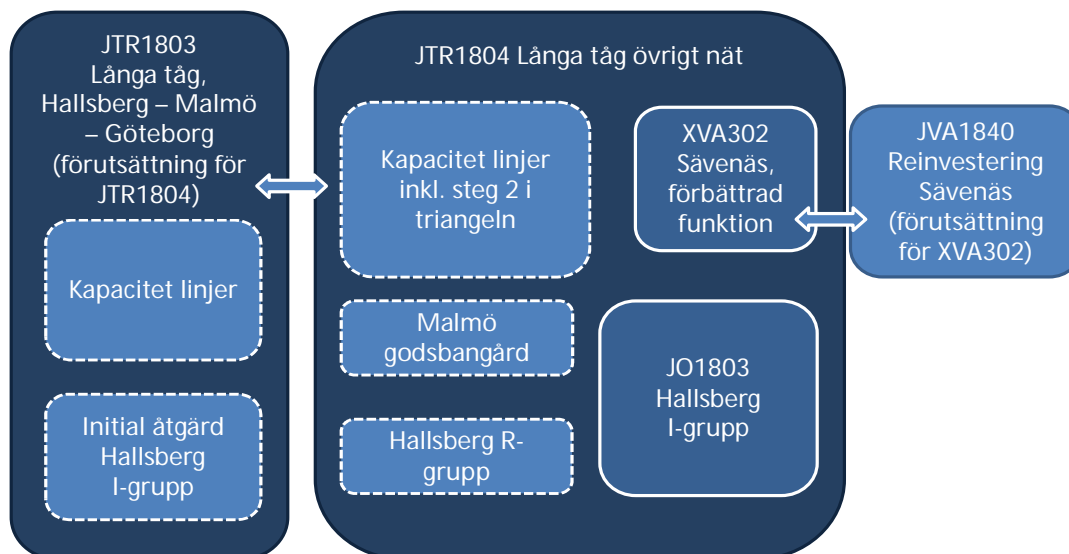 JTR1803
Långa tåg,
Hallsberg – Malmö
– Göteborg
(förutsättning för
JTR1804)
Kapacitet linjer
Initial åtgärd
Hallsberg
I-grupp
JTR1804 Långa tåg övrigt nät
Kapacitet linjer
inkl. steg 2 i
triangeln
Malmö
godsbangård
Hallsberg R-
grupp
XVA302
Sävenäs,
förbättrad
funktion
JO1803
Hallsberg
I-grupp
JVA1840
Reinvestering
Sävenäs
(förutsättning
för XVA302)